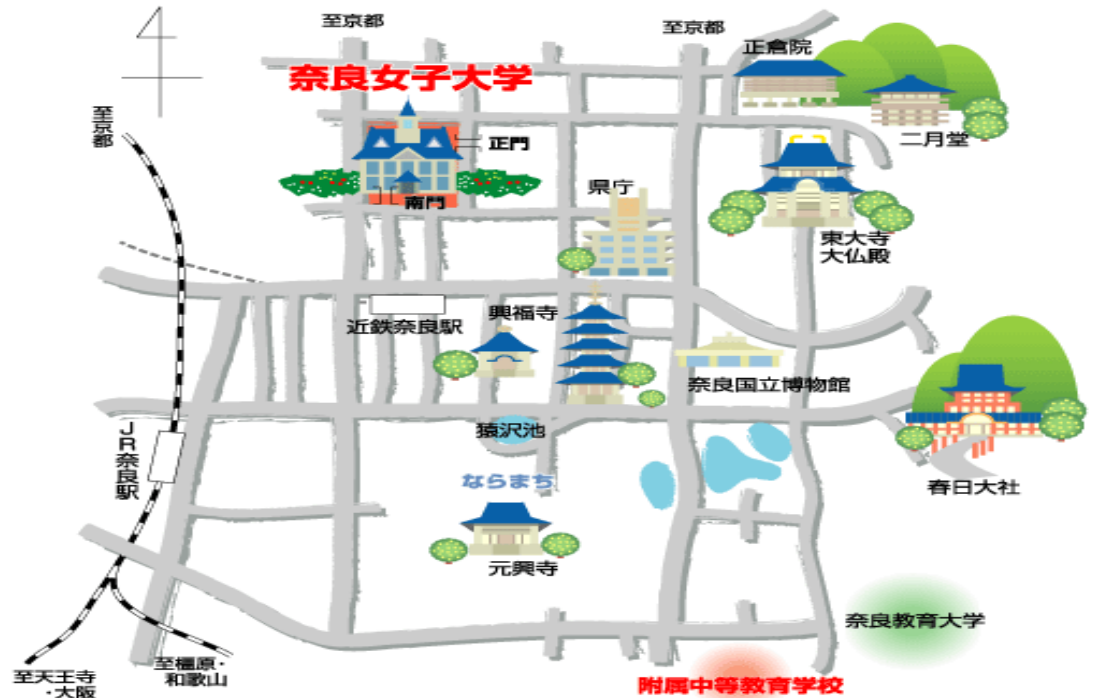 至京都
至京都
正倉院
奈良女子大学
至京都
正門
二月堂
県庁
南門
東大寺
大仏殿
興福寺
近鉄奈良駅
奈良国立博物館
猿沢池
JR奈良駅
ならまち
春日大社
元興寺
奈良教育大学
至天王寺
・大阪
至橿原・
和歌山
附属中等教育学校